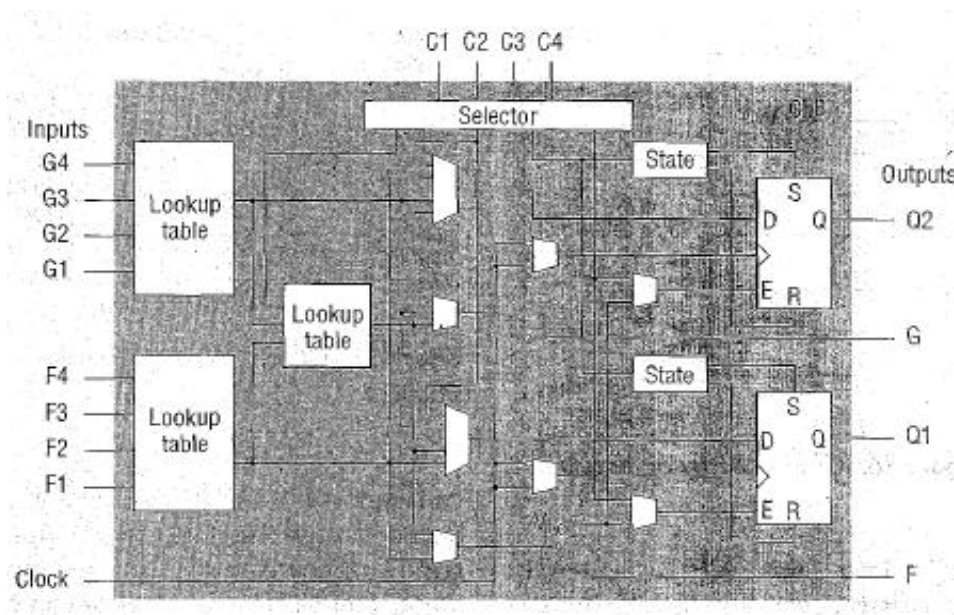 C1 C2 C3 C4
Selector
CLB
Inputs
Outputs
G4
G3
G2
G1
Lookup
table
Lookup
table
State
S
D Q
E R
Q2
G
F4
F3
F2
F1
Lookup
table
State
S
D Q
E R
Q1
Clock
F